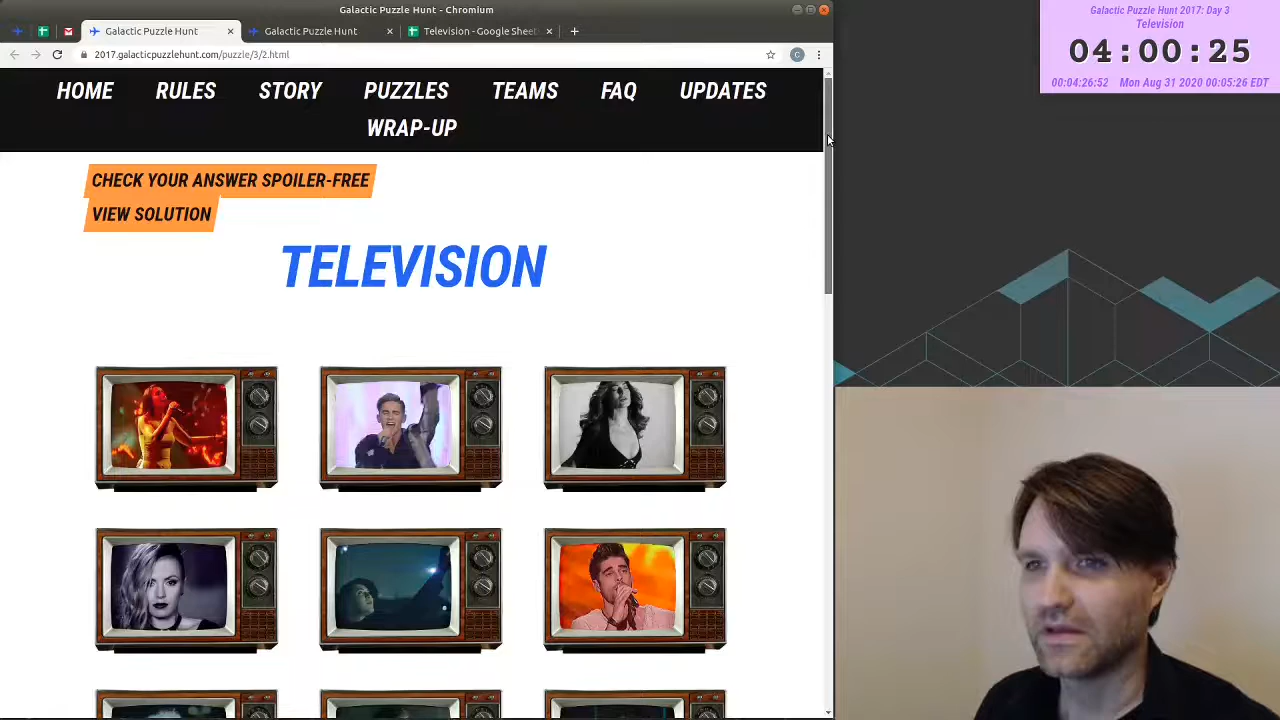 Galactic Puzzle Hunt - Chromium
Galactic Puzzle Hunt
Galactic Puzzle Hunt
Television - Google Sheet
2017.galacticpuzzlehunt.com/puzzle/3/2.html
C
HOME RULES STORY PUZZLES TEAMS FAQ UPDATES
WRAP-UP
CHECK YOUR ANSWER SPOILER-FREE
VIEW SOLUTION
TELEVISION
Galactic Puzzle Hunt 2017: Day 3
Television
04:00:25
00:04:26:52 Mon Aug 31 2020 00:05:26 EDT